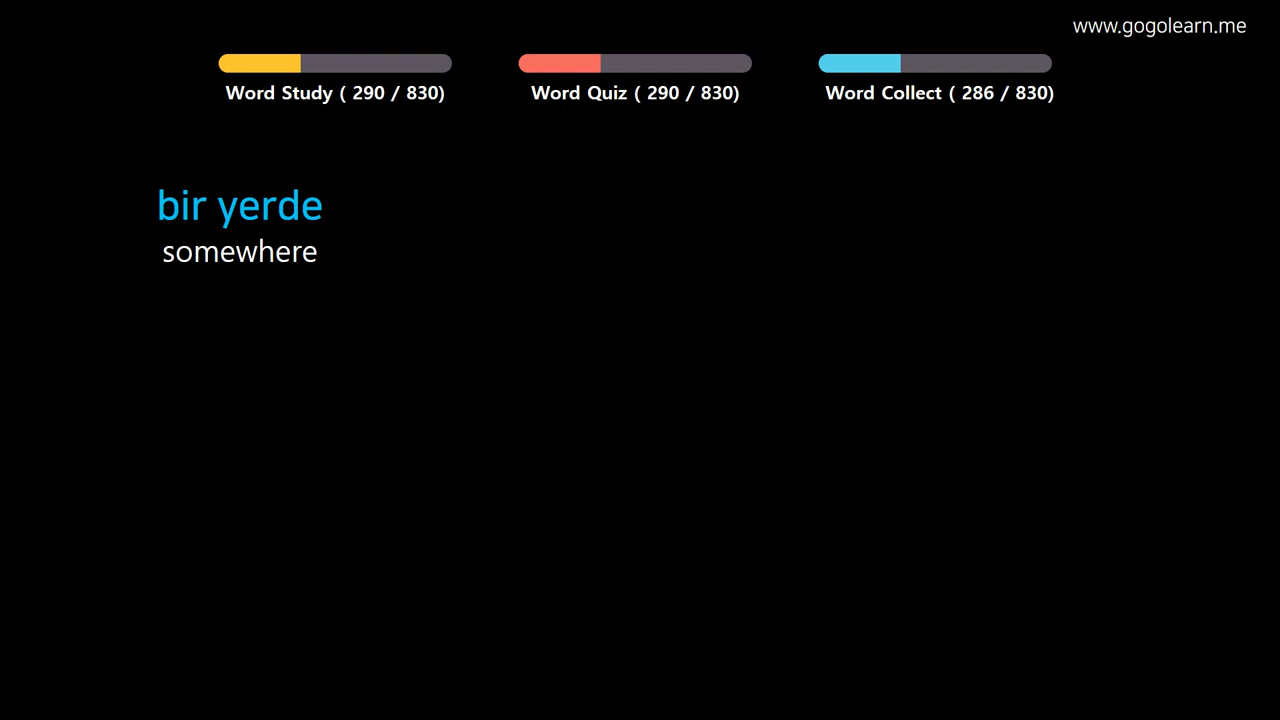 www.gogolearn.me
Word Study ( 290 / 830)
Word Quiz ( 290 / 830)
Word Collect ( 286 / 830)
bir yerde
somewhere